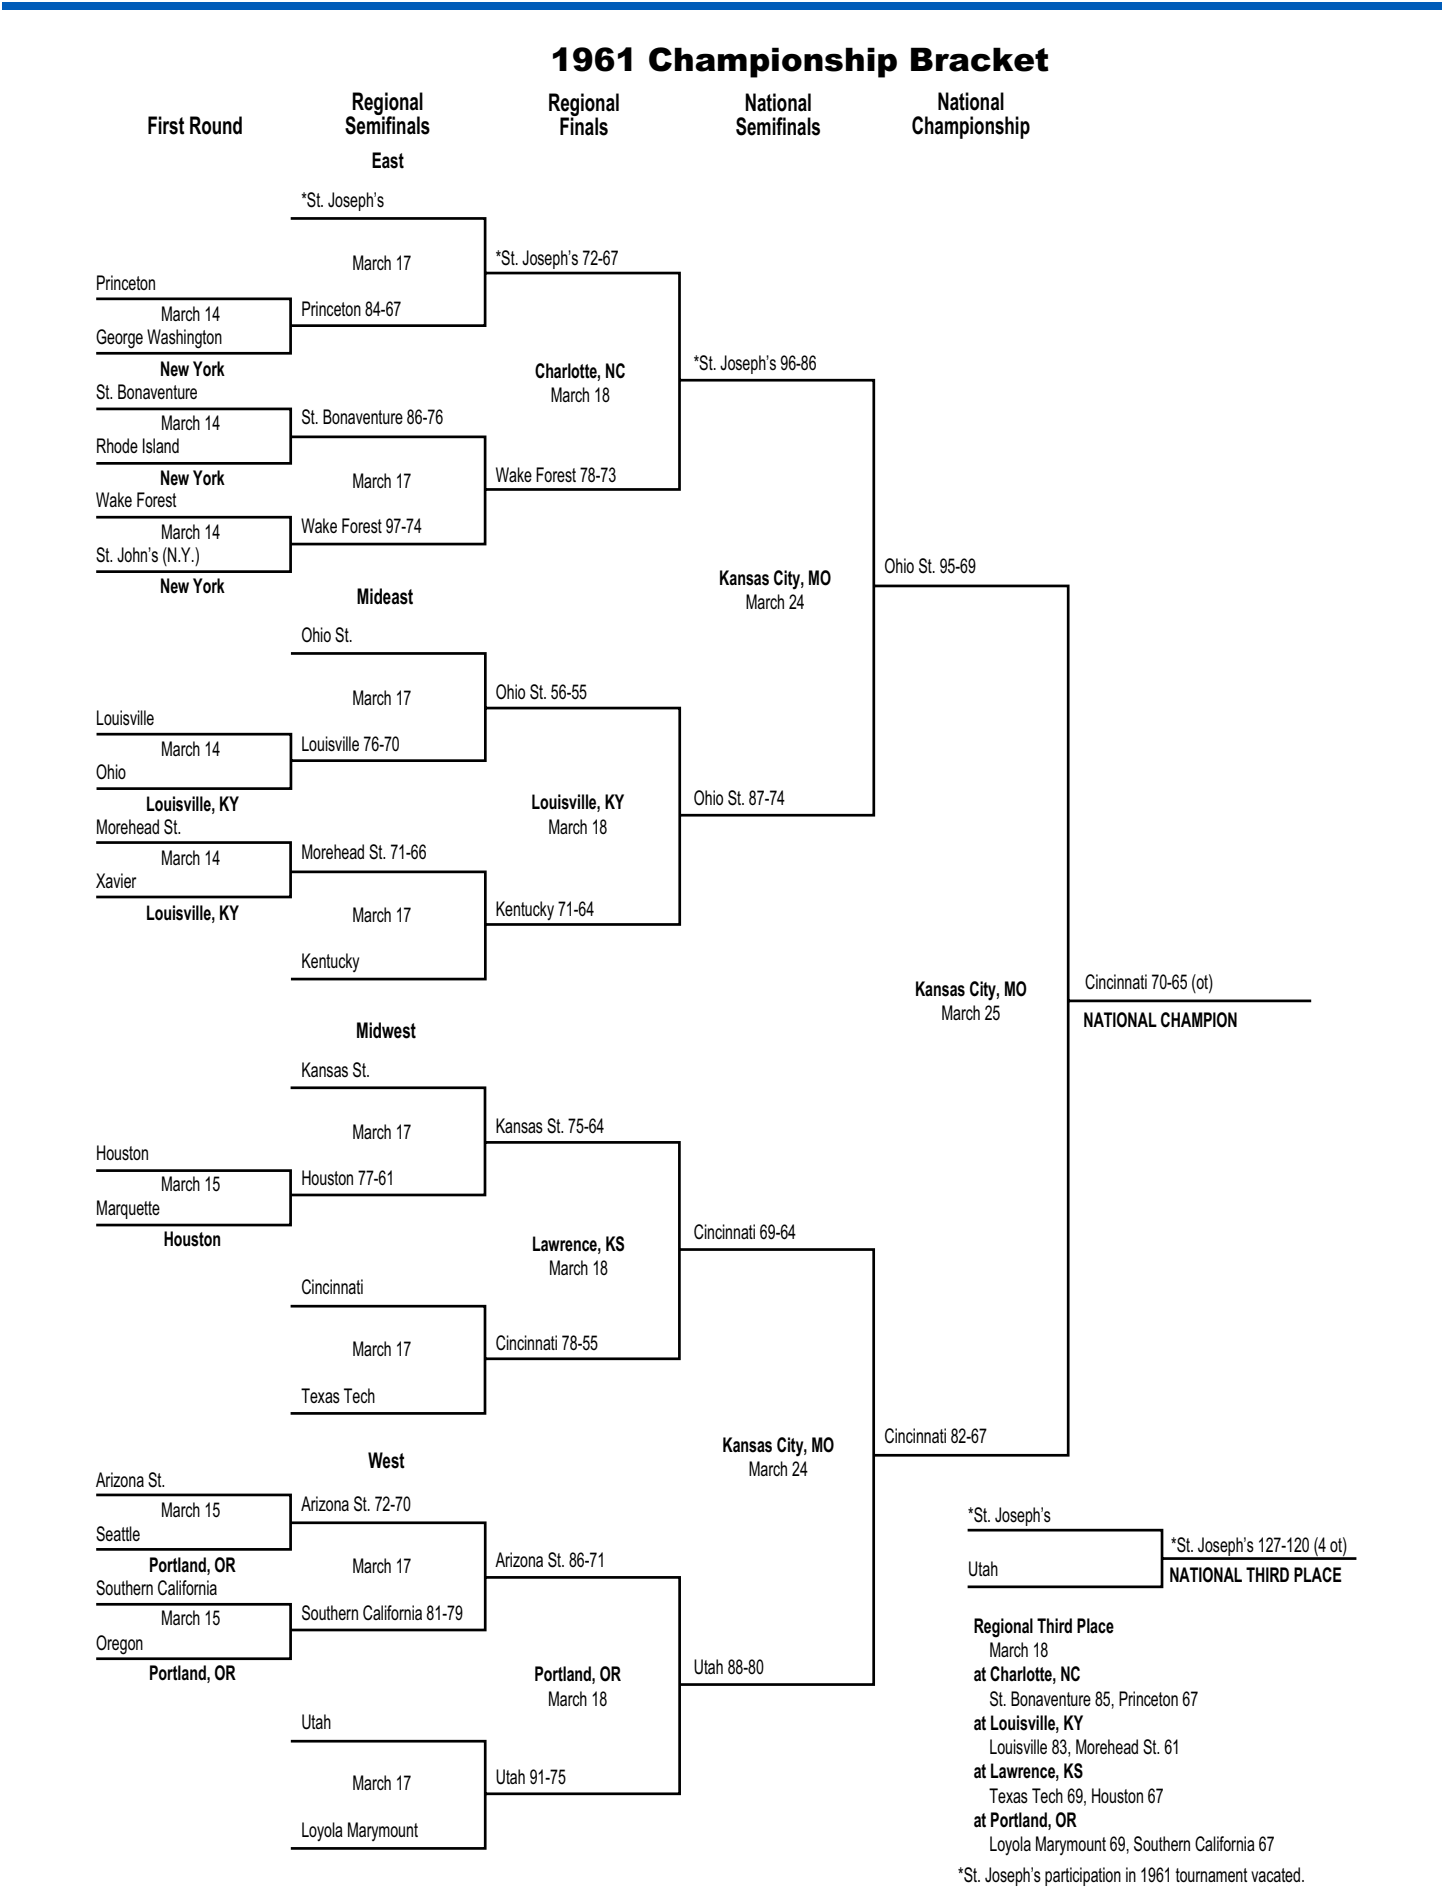 1961 Championship Bracket
First Round
Regional
Semifinals
Regional
Finals
National
Semifinals
National
Championship
East
*St. Joseph's
March 17
*St. Joseph's 72-67
Princeton
March 14
Princeton 84-67
George Washington
New York
Charlotte, NC
March 18
*St. Joseph's 96-86
St. Bonaventure
March 14
St. Bonaventure 86-76
Rhode Island
New York
March 17
Wake Forest 78-73
Wake Forest
March 14
Wake Forest 97-74
St. John's (N.Y.)
New York
Kansas City, MO
March 24
Ohio St. 95-69
Mideast
Ohio St.
March 17
Ohio St. 56-55
Louisville
March 14
Louisville 76-70
Ohio
Louisville, KY
Louisville, KY
March 18
Ohio St. 87-74
Morehead St.
March 14
Morehead St. 71-66
Xavier
Louisville, KY
March 17
Kentucky 71-64
Kentucky
Kansas City, MO
March 25
Cincinnati 70-65 (ot)
NATIONAL CHAMPION
Midwest
Kansas St.
March 17
Kansas St. 75-64
Houston
March 15
Houston 77-61
Marquette
Houston
Lawrence, KS
March 18
Cincinnati 69-64
Cincinnati
March 17
Cincinnati 78-55
Texas Tech
Kansas City, MO
March 24
Cincinnati 82-67
West
Arizona St.
March 15
Arizona St. 72-70
Seattle
Portland, OR
March 17
Arizona St. 86-71
Southern California
March 15
Southern California 81-79
Oregon
Portland, OR
Portland, OR
March 18
Utah 88-80
Utah
March 17
Utah 91-75
Loyola Marymount
*St. Joseph's
*St. Joseph's 127-120 (4 ot)
Utah
NATIONAL THIRD PLACE
Regional Third Place
March 18
at Charlotte, NC
St. Bonaventure 85, Princeton 67
at Louisville, KY
Louisville 83, Morehead St. 61
at Lawrence, KS
Texas Tech 69, Houston 67
at Portland, OR
Loyola Marymount 69, Southern California 67
*St. Joseph's participation in 1961 tournament vacated.